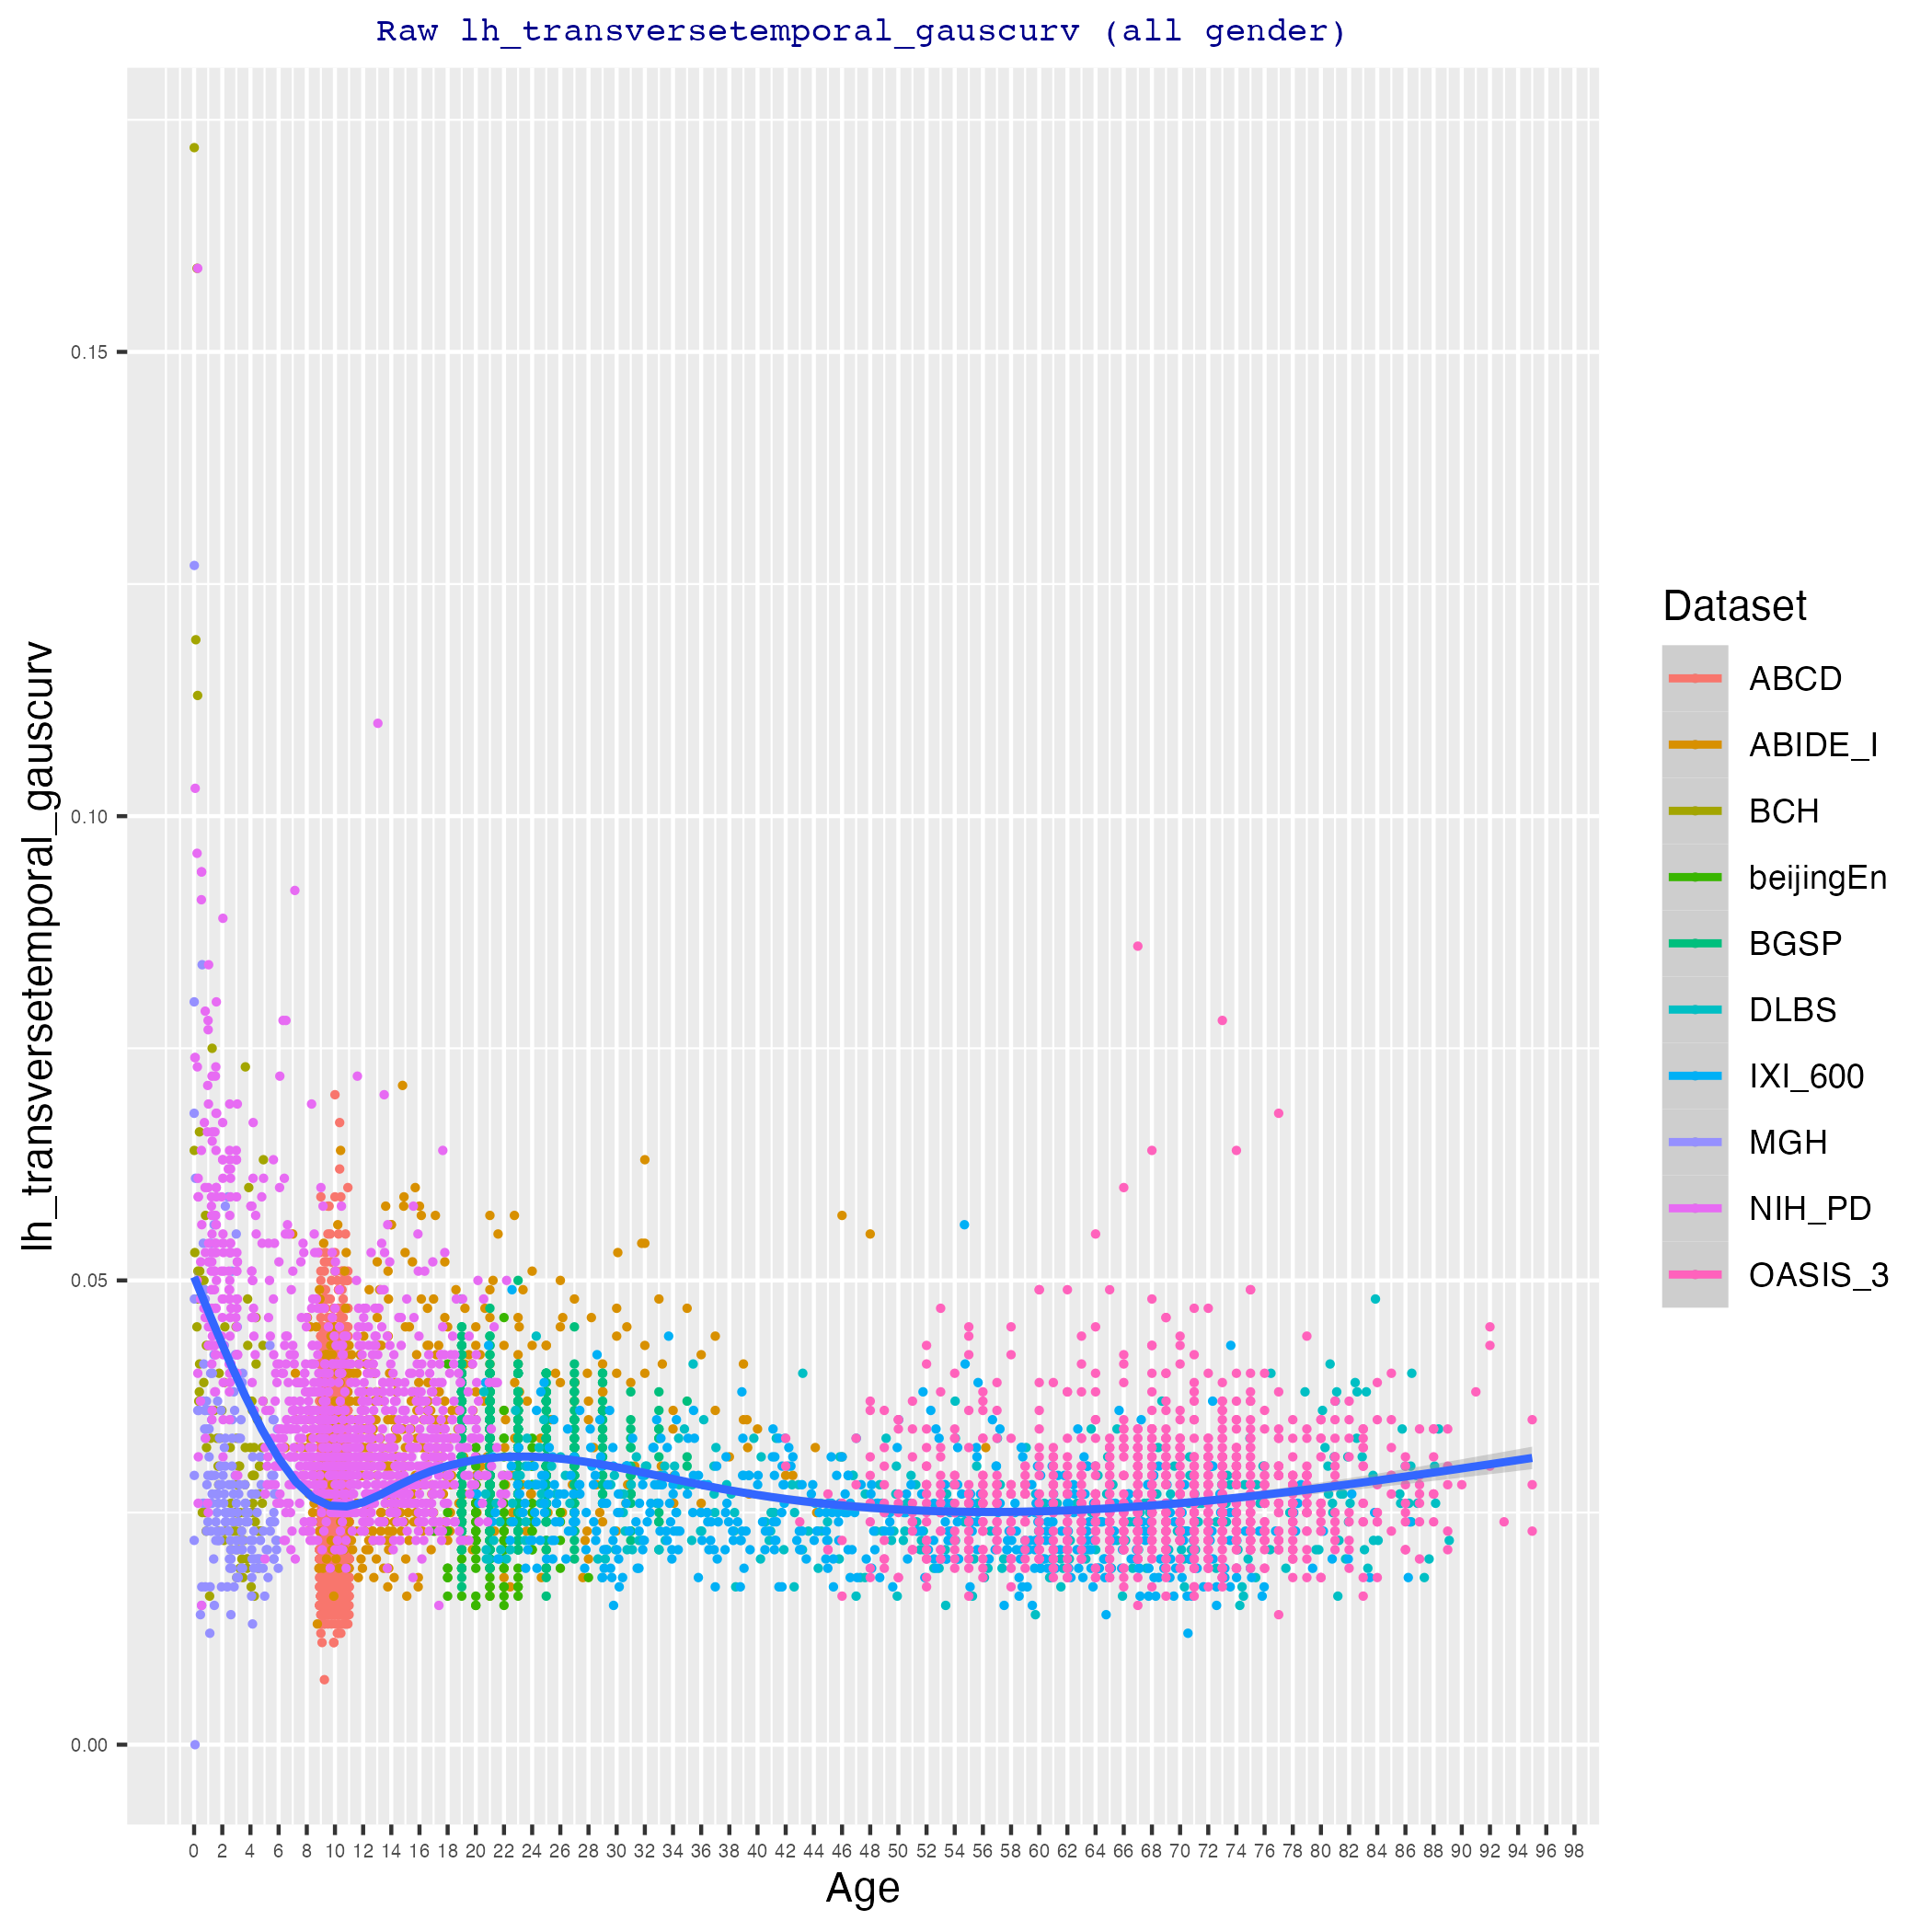 Raw lh_transversetemporal_gauscurv (all gender)
lh_transversetemporal_gauscurv
0.15
0.10
0.05
0.00
0 2 4 6 8 10 12 14 16 18 20 22 24 26 28 30 32 34 36 38 40 42 44 46 48 50 52 54 56 58 60 62 64 66 68 70 72 74 76 78 80 82 84 86 88 90 92 94 96 98
Age
Dataset
ABCD
ABIDE_I
BCH
beijingEn
BGSP
DLBS
IXI_600
MGH
NIH_PD
OASIS_3